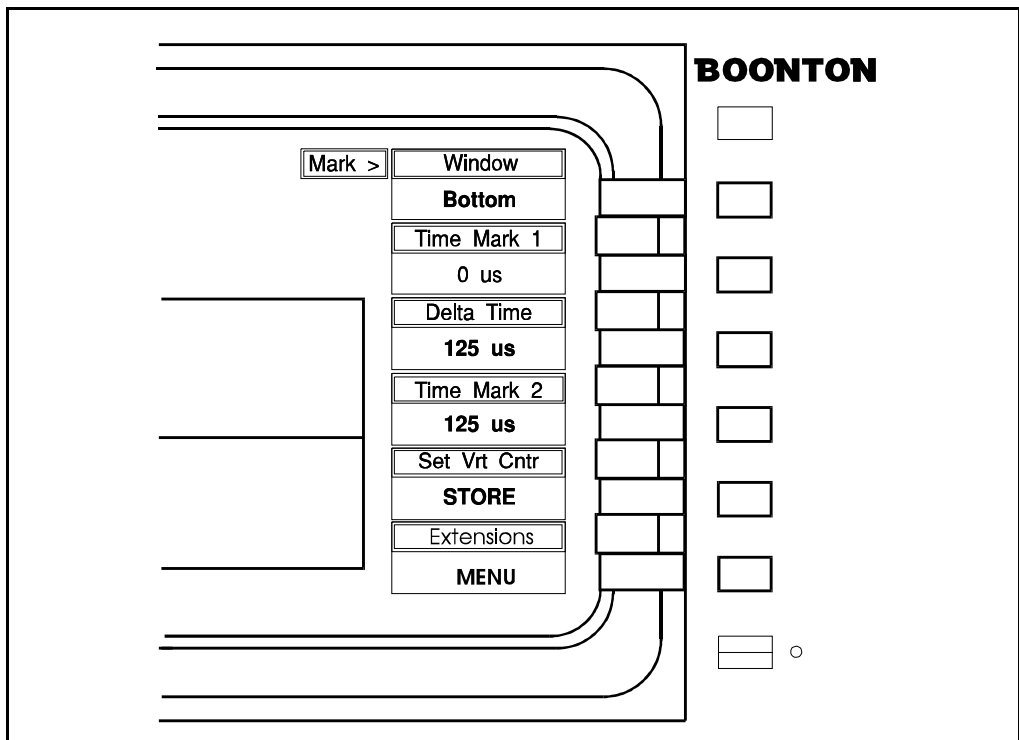 BOONTON
Mark > Window
Bottom
Time Mark 1
0 us
Delta Time
125 us
Time Mark 2
125 us
Set Vrt Cntr
STORE
Extensions
MENU